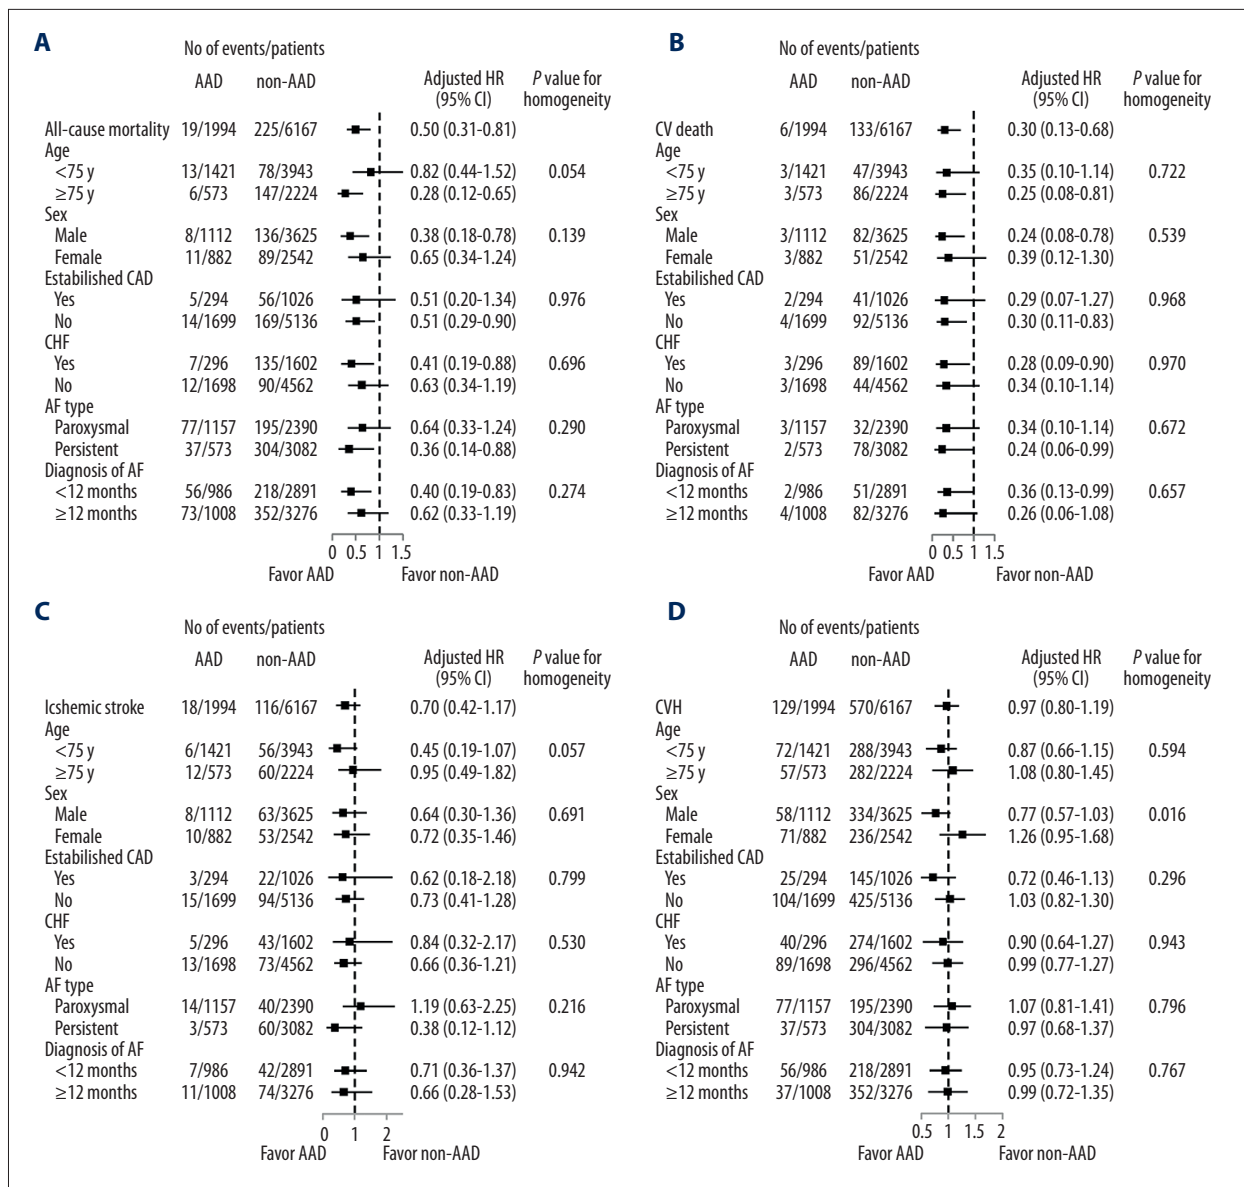 A
No of events/patients
AAD non-AAD Adjusted HR (95% CI) P value for homogeneity
All-cause mortality 19/1994 225/6167 0.50 (0.31-0.81)
Age
<75 y 13/1421 78/3943 0.82 (0.44-1.52) 0.054
≥75 y 6/573 147/2224 0.28 (0.12-0.65)
Sex
Male 8/1112 136/3625 0.38 (0.18-0.78) 0.139
Female 11/882 89/2542 0.65 (0.34-1.24)
Estabilished CAD
Yes 5/294 56/1026 0.51 (0.20-1.34) 0.976
No 14/1699 169/5136 0.51 (0.29-0.90)
CHF
Yes 7/296 135/1602 0.41 (0.19-0.88) 0.696
No 12/1698 90/4562 0.63 (0.34-1.19)
AF type
Paroxysmal 77/1157 195/2390 0.64 (0.33-1.24) 0.290
Persistent 37/573 304/3082 0.36 (0.14-0.88)
Diagnosis of AF
<12 months 56/986 218/2891 0.40 (0.19-0.83) 0.274
≥12 months 73/1008 352/3276 0.62 (0.33-1.19)
0 0.5 1 1.5
Favor AAD Favor non-AAD
B
No of events/patients
AAD non-AAD Adjusted HR (95% CI) P value for homogeneity
CV death 6/1994 133/6167 0.30 (0.13-0.68)
Age
<75 y 3/1421 47/3943 0.35 (0.10-1.14) 0.722
≥75 y 3/573 86/2224 0.25 (0.08-0.81)
Sex
Male 3/1112 82/3625 0.24 (0.08-0.78) 0.539
Female 3/882 51/2542 0.39 (0.12-1.30)
Estabilished CAD
Yes 2/294 41/1026 0.29 (0.07-1.27) 0.968
No 4/1699 92/5136 0.30 (0.11-0.83)
CHF
Yes 3/296 89/1602 0.28 (0.09-0.90) 0.970
No 3/1698 44/4562 0.34 (0.10-1.14)
AF type
Paroxysmal 3/1157 32/2390 0.34 (0.10-1.14) 0.672
Persistent 2/573 78/3082 0.24 (0.06-0.99)
Diagnosis of AF
<12 months 2/986 51/2891 0.36 (0.13-0.99) 0.657
≥12 months 4/1008 82/3276 0.26 (0.06-1.08)
0 0.5 1 1.5
Favor AAD Favor non-AAD
C
No of events/patients
AAD non-AAD Adjusted HR (95% CI) P value for homogeneity
Icshemic stroke 18/1994 116/6167 0.70 (0.42-1.17)
Age
<75 y 6/1421 56/3943 0.45 (0.19-1.07) 0.057
≥75 y 12/573 60/2224 0.95 (0.49-1.82)
Sex
Male 8/1112 63/3625 0.64 (0.30-1.36) 0.691
Female 10/882 53/2542 0.72 (0.35-1.46)
Estabilished CAD
Yes 3/294 22/1026 0.62 (0.18-2.18) 0.799
No 15/1699 94/5136 0.73 (0.41-1.28)
CHF
Yes 5/296 43/1602 0.84 (0.32-2.17) 0.530
No 13/1698 73/4562 0.66 (0.36-1.21)
AF type
Paroxysmal 14/1157 40/2390 1.19 (0.63-2.25) 0.216
Persistent 3/573 60/3082 0.38 (0.12-1.12)
Diagnosis of AF
<12 months 7/986 42/2891 0.71 (0.36-1.37) 0.942
≥12 months 11/1008 74/3276 0.66 (0.28-1.53)
0 1 2
Favor AAD Favor non-AAD
D
No of events/patients
AAD non-AAD Adjusted HR (95% CI) P value for homogeneity
CVH 129/1994 570/6167 0.97 (0.80-1.19)
Age
<75 y 72/1421 288/3943 0.87 (0.66-1.15) 0.594
≥75 y 57/573 282/2224 1.08 (0.80-1.45)
Sex
Male 58/1112 334/3625 0.77 (0.57-1.03) 0.016
Female 71/882 236/2542 1.26 (0.95-1.68)
Estabilished CAD
Yes 25/294 145/1026 0.72 (0.46-1.13) 0.296
No 104/1699 425/5136 1.03 (0.82-1.30)
CHF
Yes 40/296 274/1602 0.90 (0.64-1.27) 0.943
No 89/1698 296/4562 0.99 (0.77-1.27)
AF type
Paroxysmal 77/1157 195/2390 1.07 (0.81-1.41) 0.796
Persistent 37/573 304/3082 0.97 (0.68-1.37)
Diagnosis of AF
<12 months 56/986 218/2891 0.95 (0.73-1.24) 0.767
≥12 months 37/1008 352/3276 0.99 (0.72-1.35)
0.5 1 1.5 2
Favor AAD Favor non-AAD